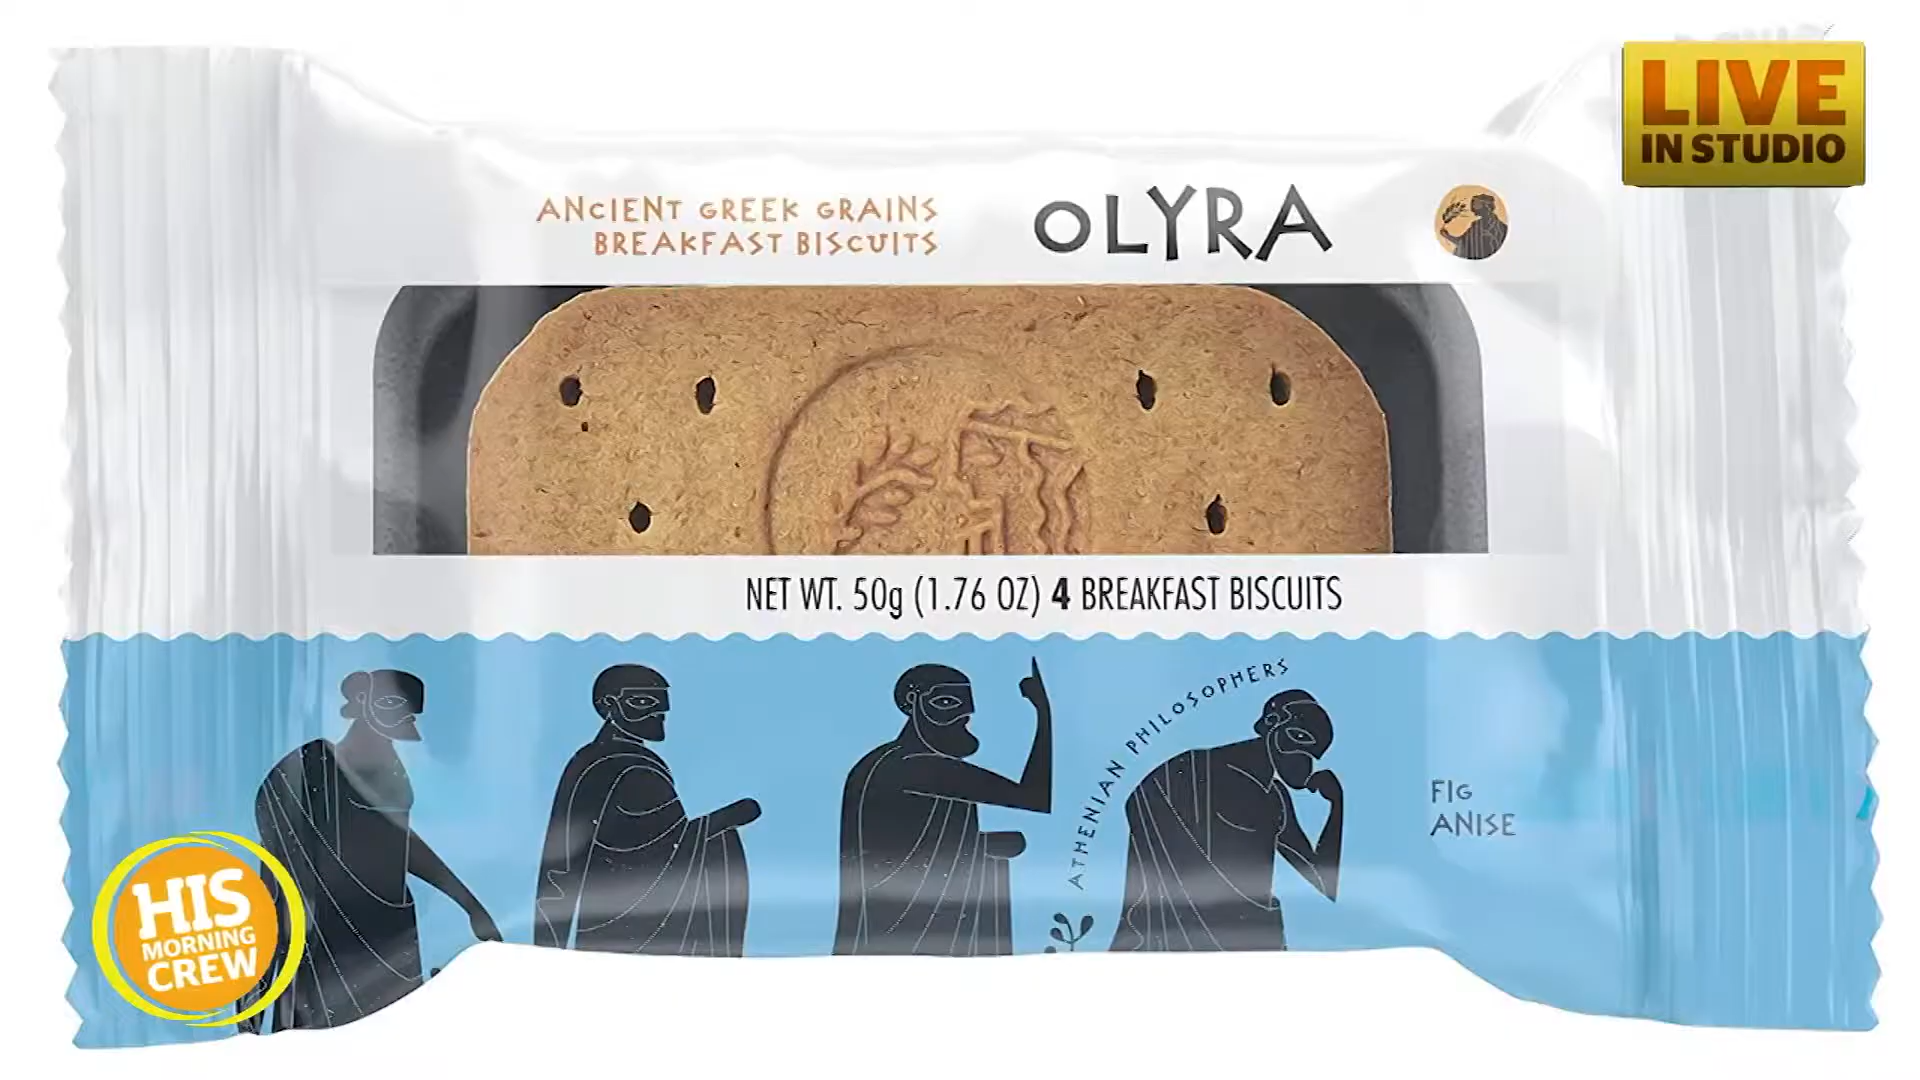 LIVE
IN STUDIO
ANCIENT GREEK GRAINS
BREAKFAST BISCUITS
OLYRA
NET WT. 50g (1.76 OZ) 4 BREAKFAST BISCUITS
ATHENIAN PHILOSOPHERS
FIG
ANISE
HIS
MORNING
CREW